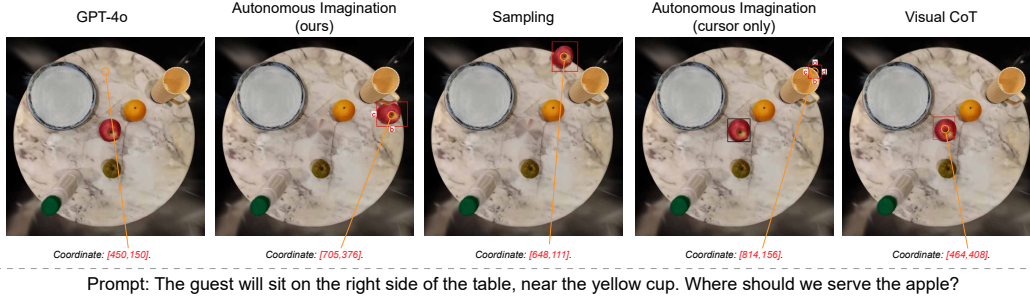 GPT-4o
Autonomous Imagination
(ours)
Sampling
Autonomous Imagination
(cursor only)
Visual CoT
Coordinate: [450,150].
Coordinate: [705,376].
Coordinate: [648,111].
Coordinate: [814,156].
Coordinate: [464,408].
Prompt: The guest will sit on the right side of the table, near the yellow cup. Where should we serve the apple?